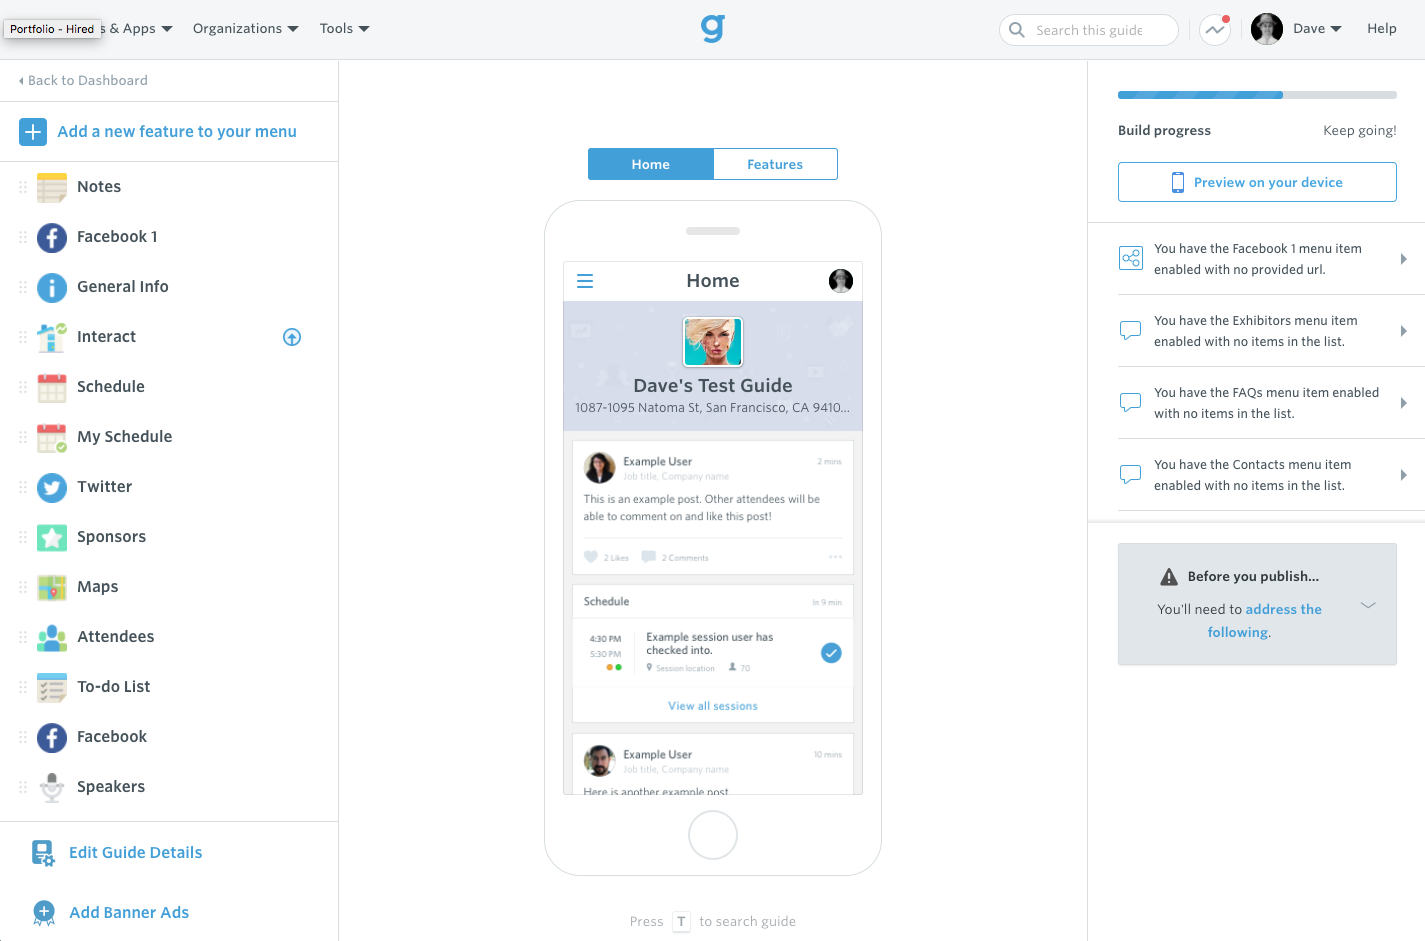 Portfolio - Hired
s & Apps
Organizations
Tools
g
Search this guide
Dave
Help
Back to Dashboard
Add a new feature to your menu
Notes
Facebook 1
General Info
Interact
Schedule
My Schedule
Twitter
Sponsors
Maps
Attendees
To-do List
Facebook
Speakers
Edit Guide Details
Add Banner Ads
Home
Features
Home
Dave's Test Guide
1087-1095 Natoma St, San Francisco, CA 9410...
Example User
2 mins
Job title, Company name
This is an example post. Other attendees will be
able to comment on and like this post!
2 Likes
2 Comments
Schedule
In 9 min
4:30 PM
5:30 PM
Example session user has
checked into.
Session location
70
View all sessions
Example User
10 mins
Job title, Company name
Here is another example post
Press T to search guide
Build progress
Keep going!
Preview on your device
You have the Facebook 1 menu item
enabled with no provided url.
You have the Exhibitors menu item
enabled with no items in the list.
You have the FAQs menu item enabled
with no items in the list.
You have the Contacts menu item
enabled with no items in the list.
Before you publish...
You'll need to address the
following.